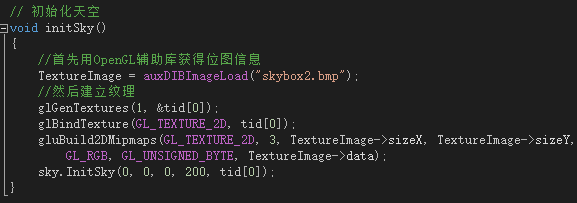 // 初始化天空
void initSky()
{
//首先用OpenGL辅助库获得位图信息
TextureImage = auxDIBImageLoad("skybox2.bmp");
//然后建立纹理
glGenTextures(1, &tid[0]);
glBindTexture(GL_TEXTURE_2D, tid[0]);
gluBuild2DMipmaps(GL_TEXTURE_2D, 3, TextureImage->sizeX, TextureImage->sizeY,
GL_RGB, GL_UNSIGNED_BYTE, TextureImage->data);
sky.InitSky(0, 0, 0, 200, tid[0]);
}